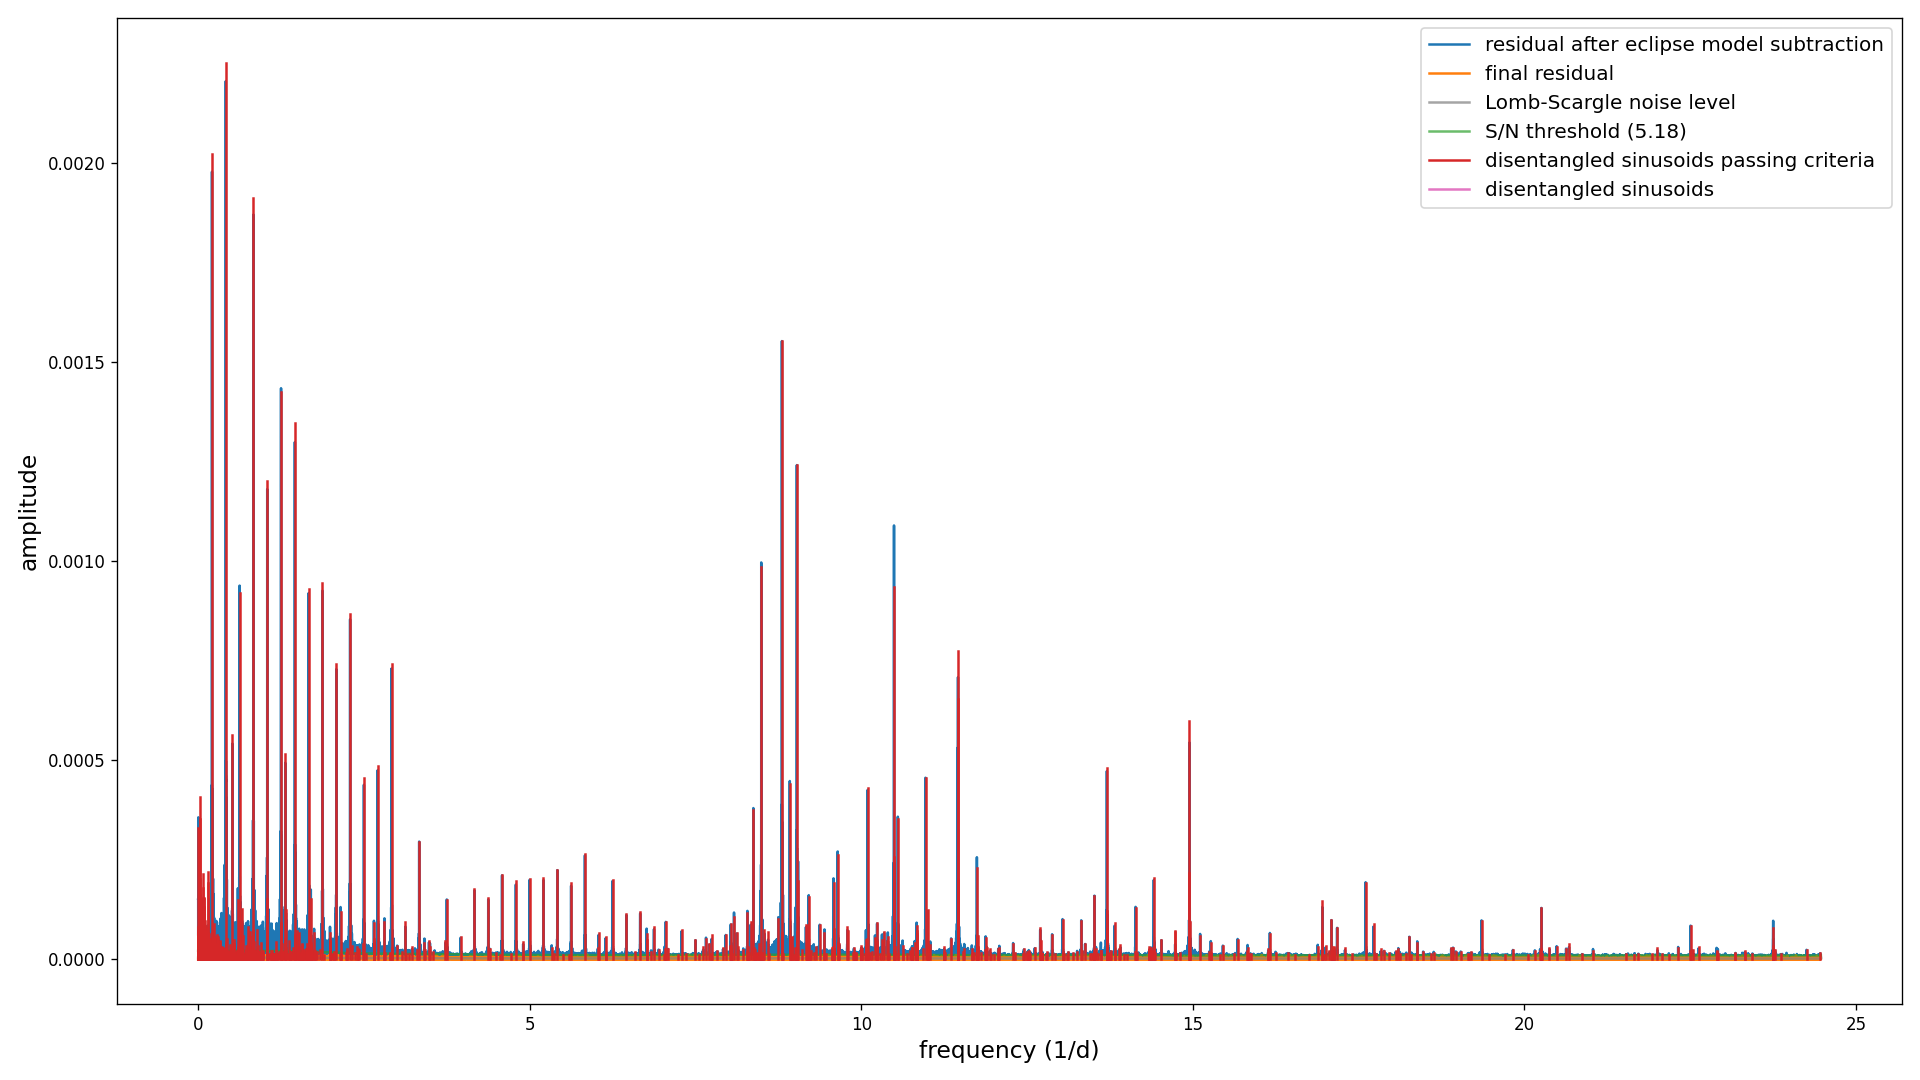 residual after eclipse model subtraction
final residual
Lomb-Scargle noise level
S/N threshold (5.18)
disentangled sinusoids passing criteria
disentangled sinusoids
amplitude
0.0020
0.0015
0.0010
0.0005
0.0000
0 5 10 15 20 25
frequency (1/d)